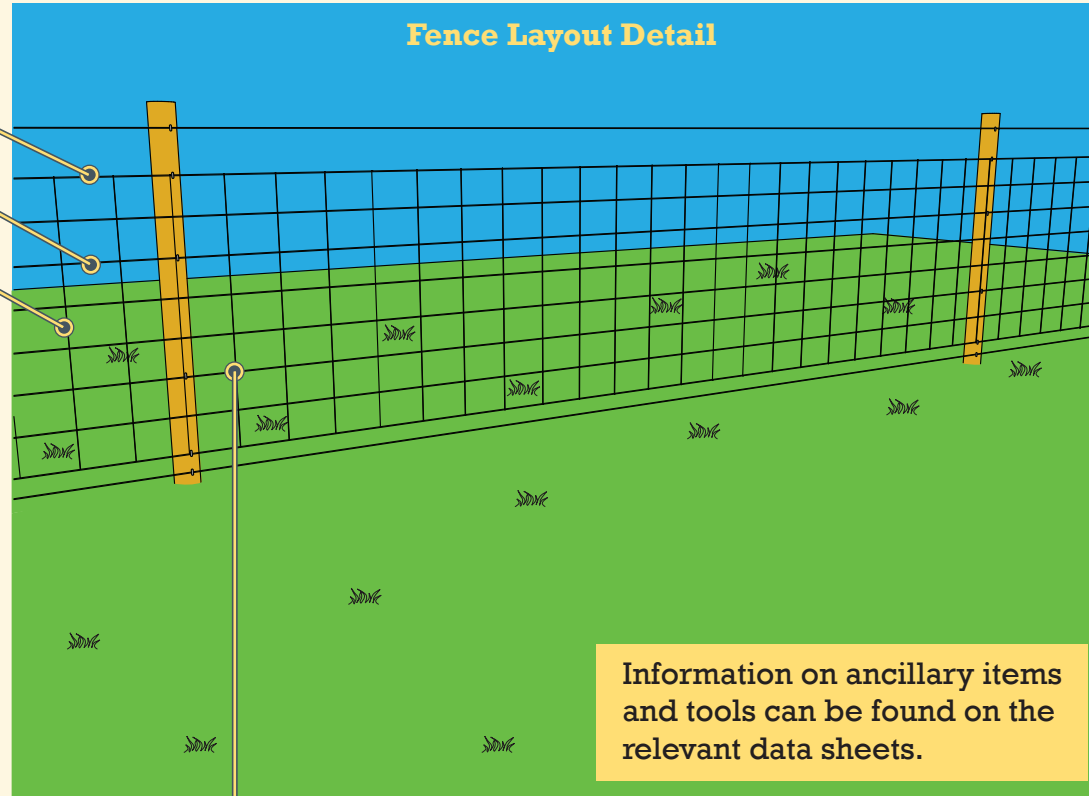 Fence Layout Detail
Information on ancillary items
and tools can be found on the
relevant data sheets.